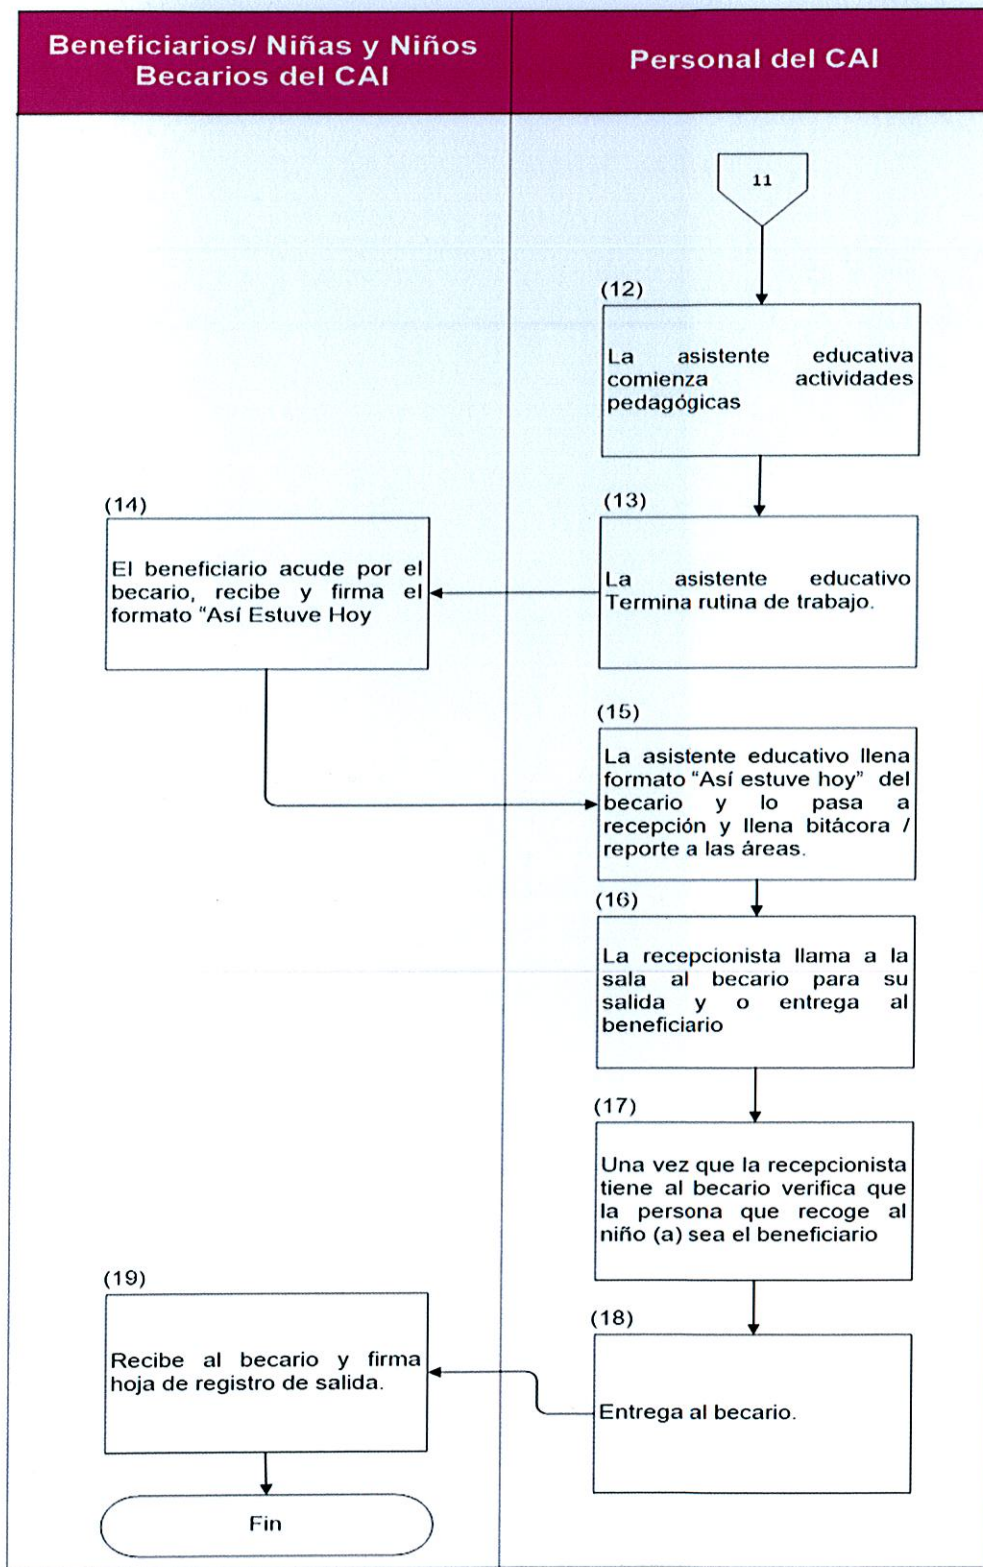 Beneficiarios/ Niñas y Niños
Becarios del CAI
Personal del CAI
11
(12)
La asistente educativa
comienza actividades
pedagógicas
(13)
La asistente educativo
Termina rutina de trabajo.
(14)
El beneficiario acude por el
becario, recibe y firma el
formato “Así Estuve Hoy
(15)
La asistente educativo llena
formato “Así estuve hoy” del
becario y lo pasa a
recepción y llena bitácora /
reporte a las áreas.
(16)
La recepcionista llama a la
sala al becario para su
salida y o entrega al
beneficiario
(17)
Una vez que la recepcionista
tiene al becario verifica que
la persona que recoge al
niño (a) sea el beneficiario
(18)
Entrega al becario.
(19)
Recibe al becario y firma
hoja de registro de salida.
Fin